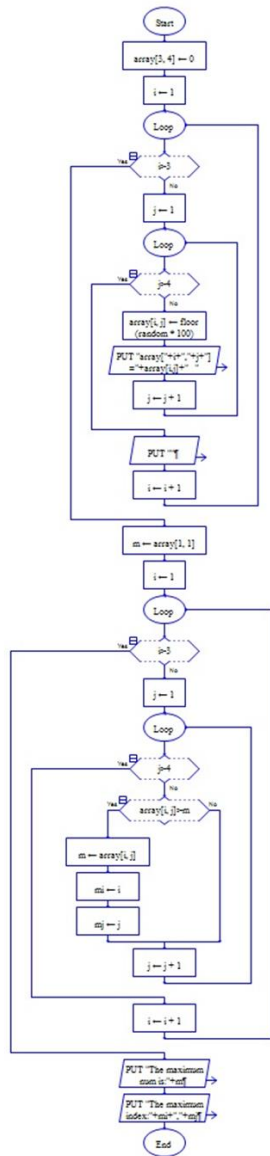 Start
array[3, 4] ← 0
i ← 1
Loop
Yes
i>3
No
j ← 1
Loop
Yes
j>4
No
array[i, j] ← floor
(random * 100)
PUT "array["+i+","+j+"]
="+array[i,j]+" "
j ← j + 1
PUT ""¶
i ← i + 1
m ← array[1, 1]
i ← 1
Loop
Yes
i>3
No
j ← 1
Loop
Yes
j>4
No
Yes
array[i, j]>m
No
m ← array[i, j]
mi ← i
mj ← j
j ← j + 1
i ← i + 1
PUT "The maximum
num is:"+m¶
PUT "The maximum
index:"+mi+","+mj¶
End